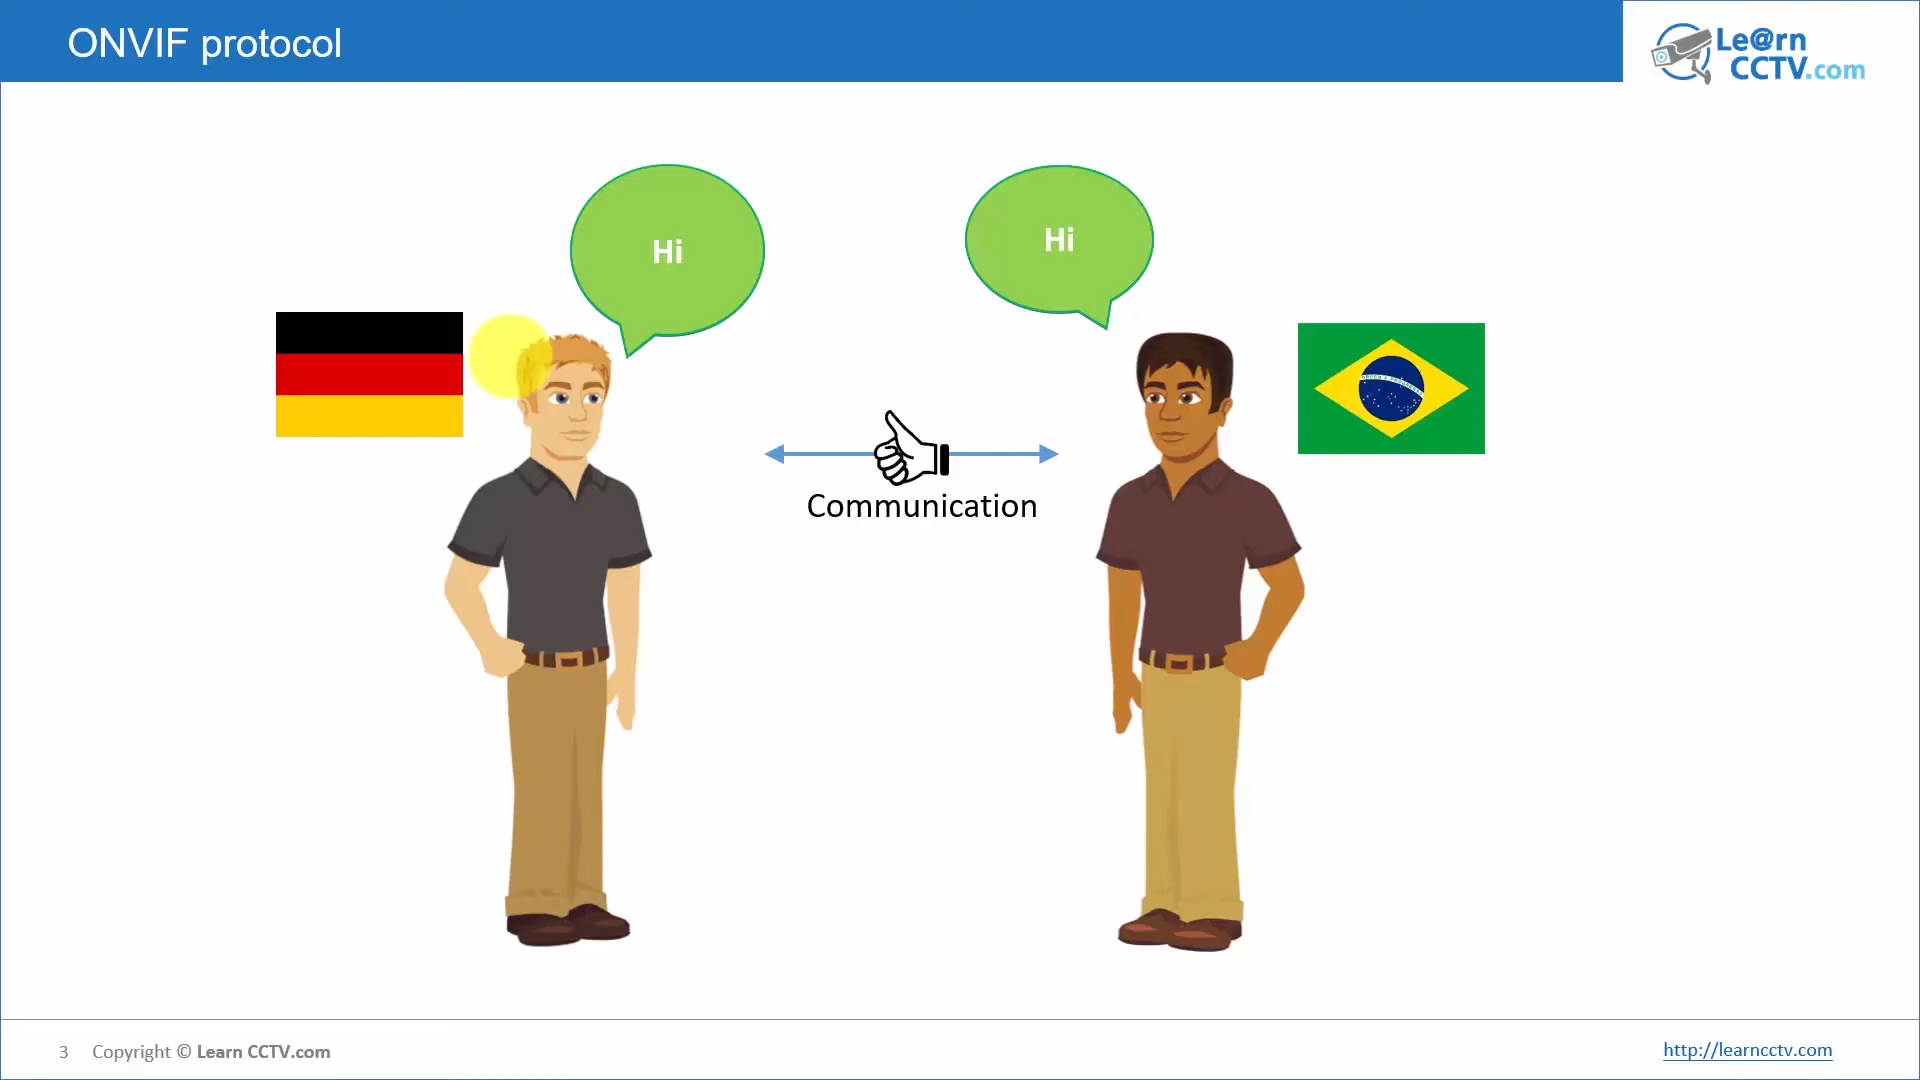 ONVIF protocol
Le@rn
CCTV.com
Hi
Hi
Communication
3 Copyright © Learn CCTV.com
http://learncctv.com